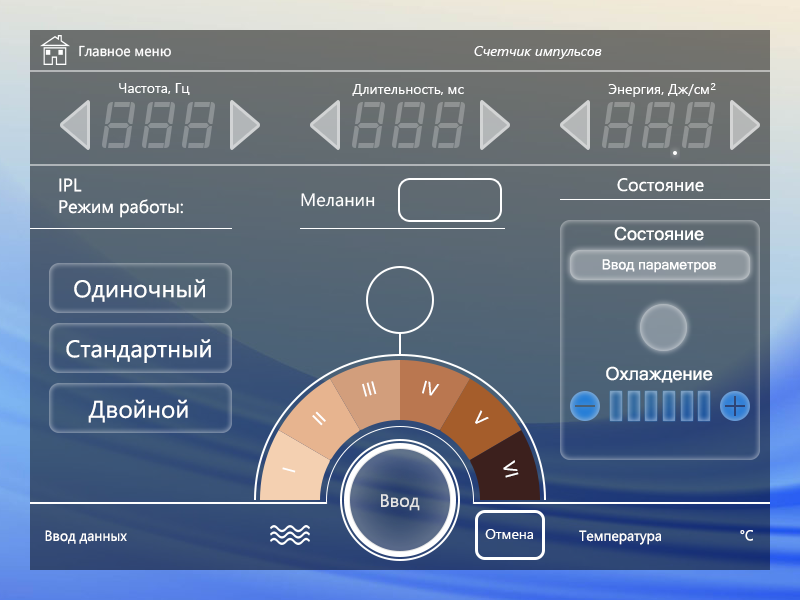 Главное меню
Счетчик импульсов
Частота, Гц
Длительность, мс
Энергия, Дж/см²
888
888
888
IPL
Режим работы:
Меланин
Состояние
Состояние
Ввод параметров
Одиночный
Стандартный
Двойной
Охлаждение
I
II
III
IV
V
VI
Ввод
Ввод данных
Отмена
Температура
°C